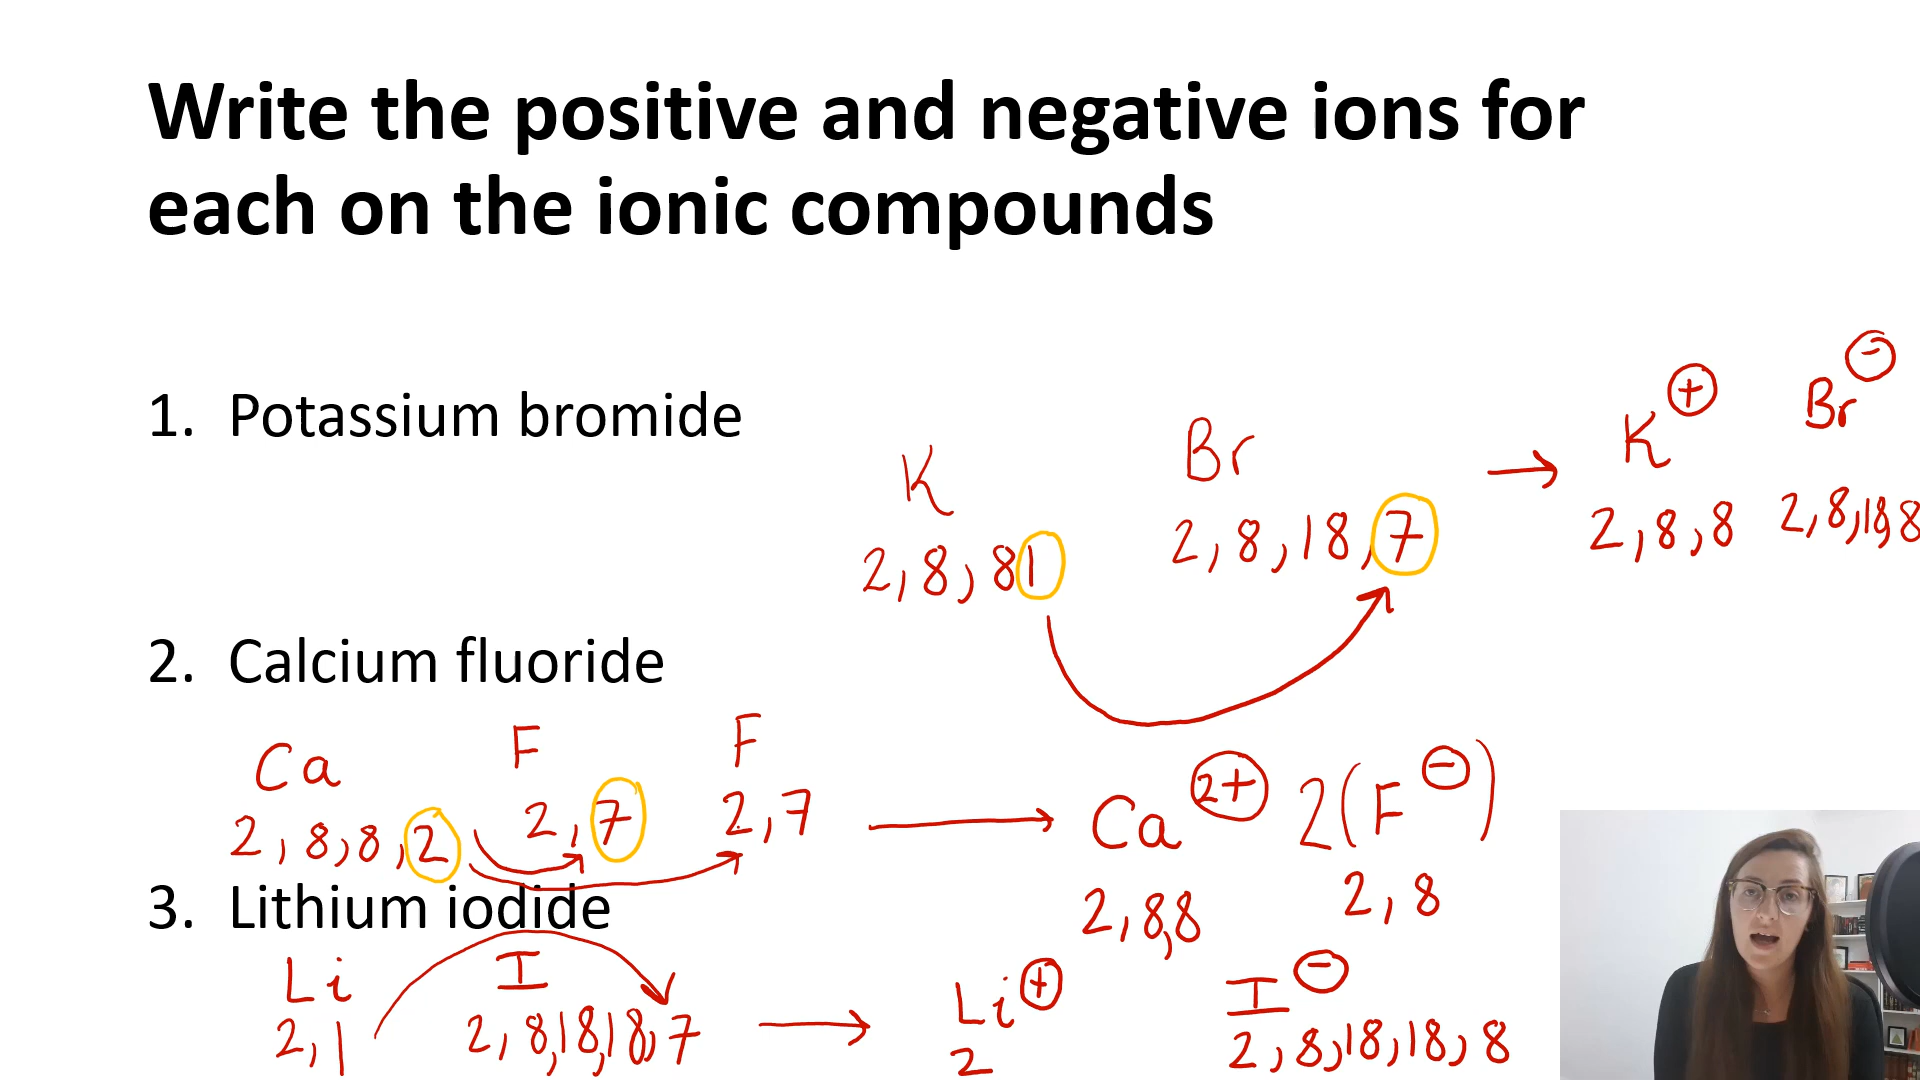 Write the positive and negative ions for
each on the ionic compounds
1. Potassium bromide
K Br → K + Br -
2, 8, 8 1 2, 8, 18, 7 2, 8, 8 2, 8, 18, 8
2. Calcium fluoride
Ca F F → Ca 2+ 2(F -)
2, 8, 8, 2 2, 7 2, 7 2, 8, 8 2, 8
3. Lithium iodide
Li I → Li + I -
2, 1 2, 8, 18, 18, 7 2 2, 8, 18, 18, 8